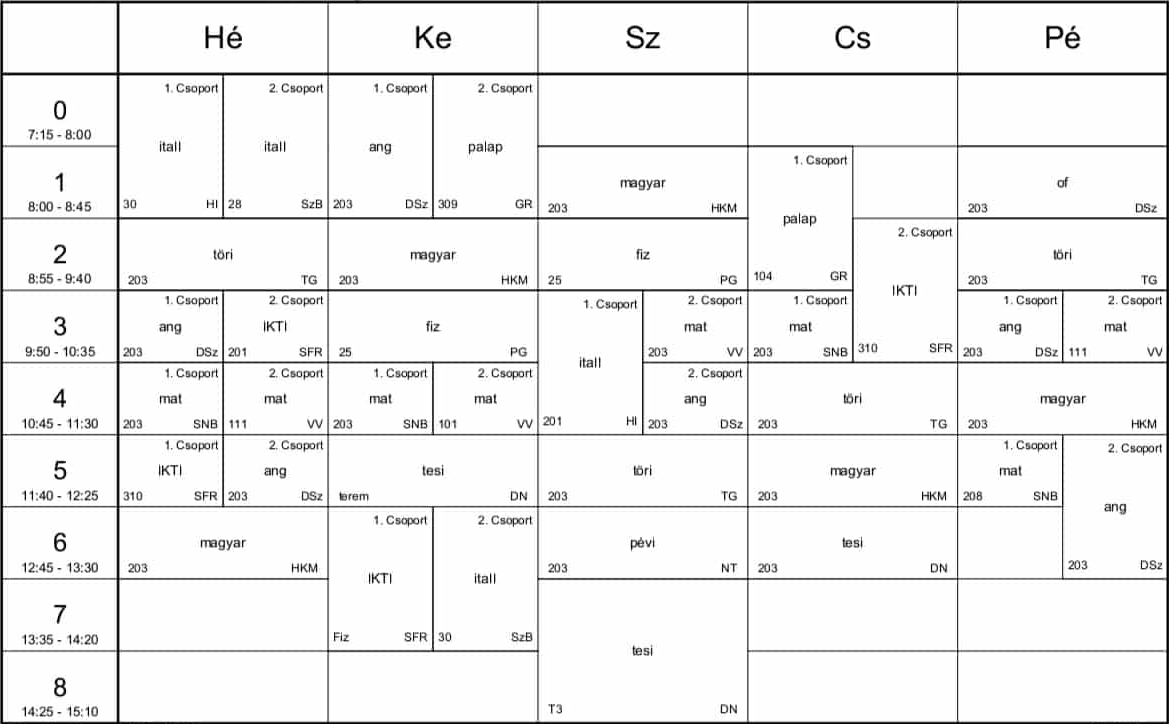 Hé Ke Sz Cs Pé
0
7:15 - 8:00
1. Csoport 2. Csoport 1. Csoport 2. Csoport
itall itall ang palap
1
8:00 - 8:45
30 HI 28 SzB 203 DSz 309 GR
magyar
203 HKM
1. Csoport
palap
104 GR
of
203 DSz
2
8:55 - 9:40
töri
203 TG
magyar
203 HKM
fiz
25 PG
2. Csoport
IKTI
310 SFR
töri
203 TG
3
9:50 - 10:35
1. Csoport
ang
203 DSz
2. Csoport
IKTI
201 SFR
fiz
25 PG
1. Csoport
itall
201 HI
2. Csoport
mat
203 VV
1. Csoport
mat
203 SNB
1. Csoport
ang
203 DSz
2. Csoport
mat
111 VV
4
10:45 - 11:30
1. Csoport
mat
203 SNB
2. Csoport
mat
111 VV
1. Csoport
mat
203 SNB
2. Csoport
mat
101 VV
2. Csoport
ang
203 DSz
töri
203 TG
magyar
203 HKM
5
11:40 - 12:25
1. Csoport
IKTI
310 SFR
2. Csoport
ang
203 DSz
tesi
terem DN
töri
203 TG
magyar
203 HKM
1. Csoport
mat
208 SNB
2. Csoport
ang
203 DSz
6
12:45 - 13:30
magyar
203 HKM
1. Csoport
IKTI
Fiz SFR
2. Csoport
itall
30 SzB
pévi
203 NT
tesi
203 DN
7
13:35 - 14:20
tesi
T3 DN
8
14:25 - 15:10